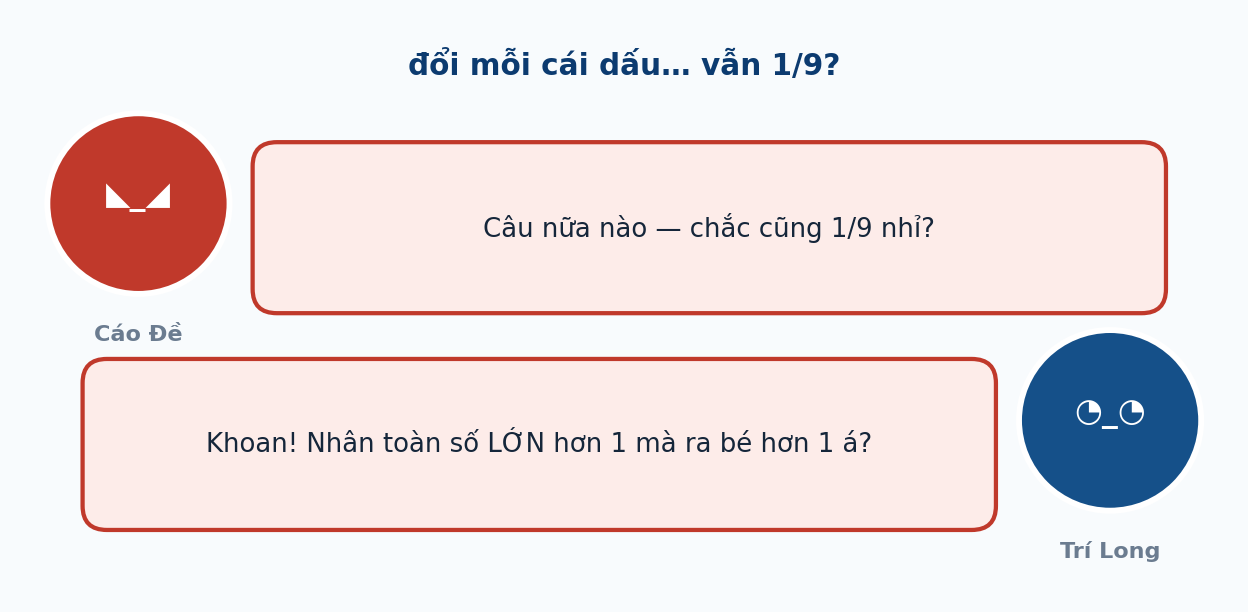 đổi mỗi cái dấu… vẫn 1/9?
Câu nữa nào — chắc cũng 1/9 nhỉ?
Cáo Đề
Khoan! Nhân toàn số LỚN hơn 1 mà ra bé hơn 1 á?
◔_◔
Trí Long